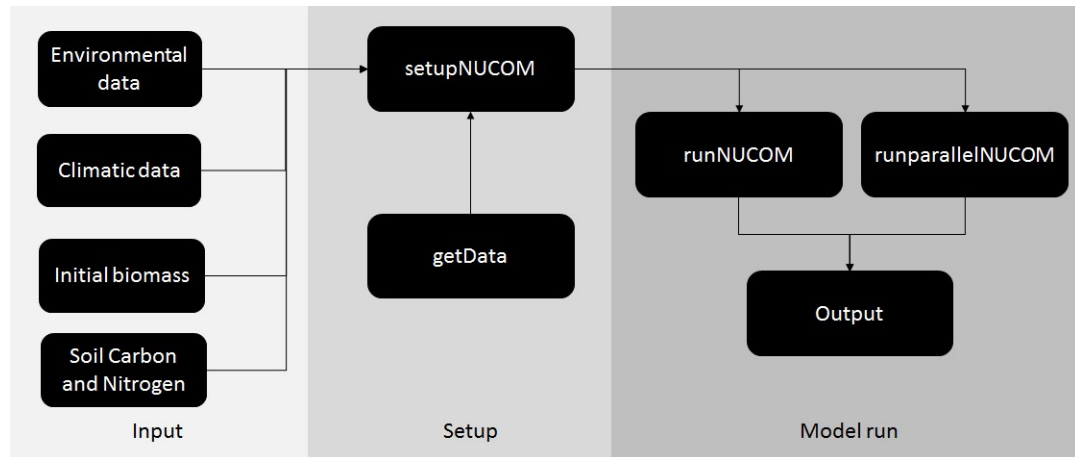 Environmental
data
Climatic data
Initial biomass
Soil Carbon
and Nitrogen
Input
setupNUCOM
getData
Setup
runNUCOM
runparallelNUCOM
Output
Model run